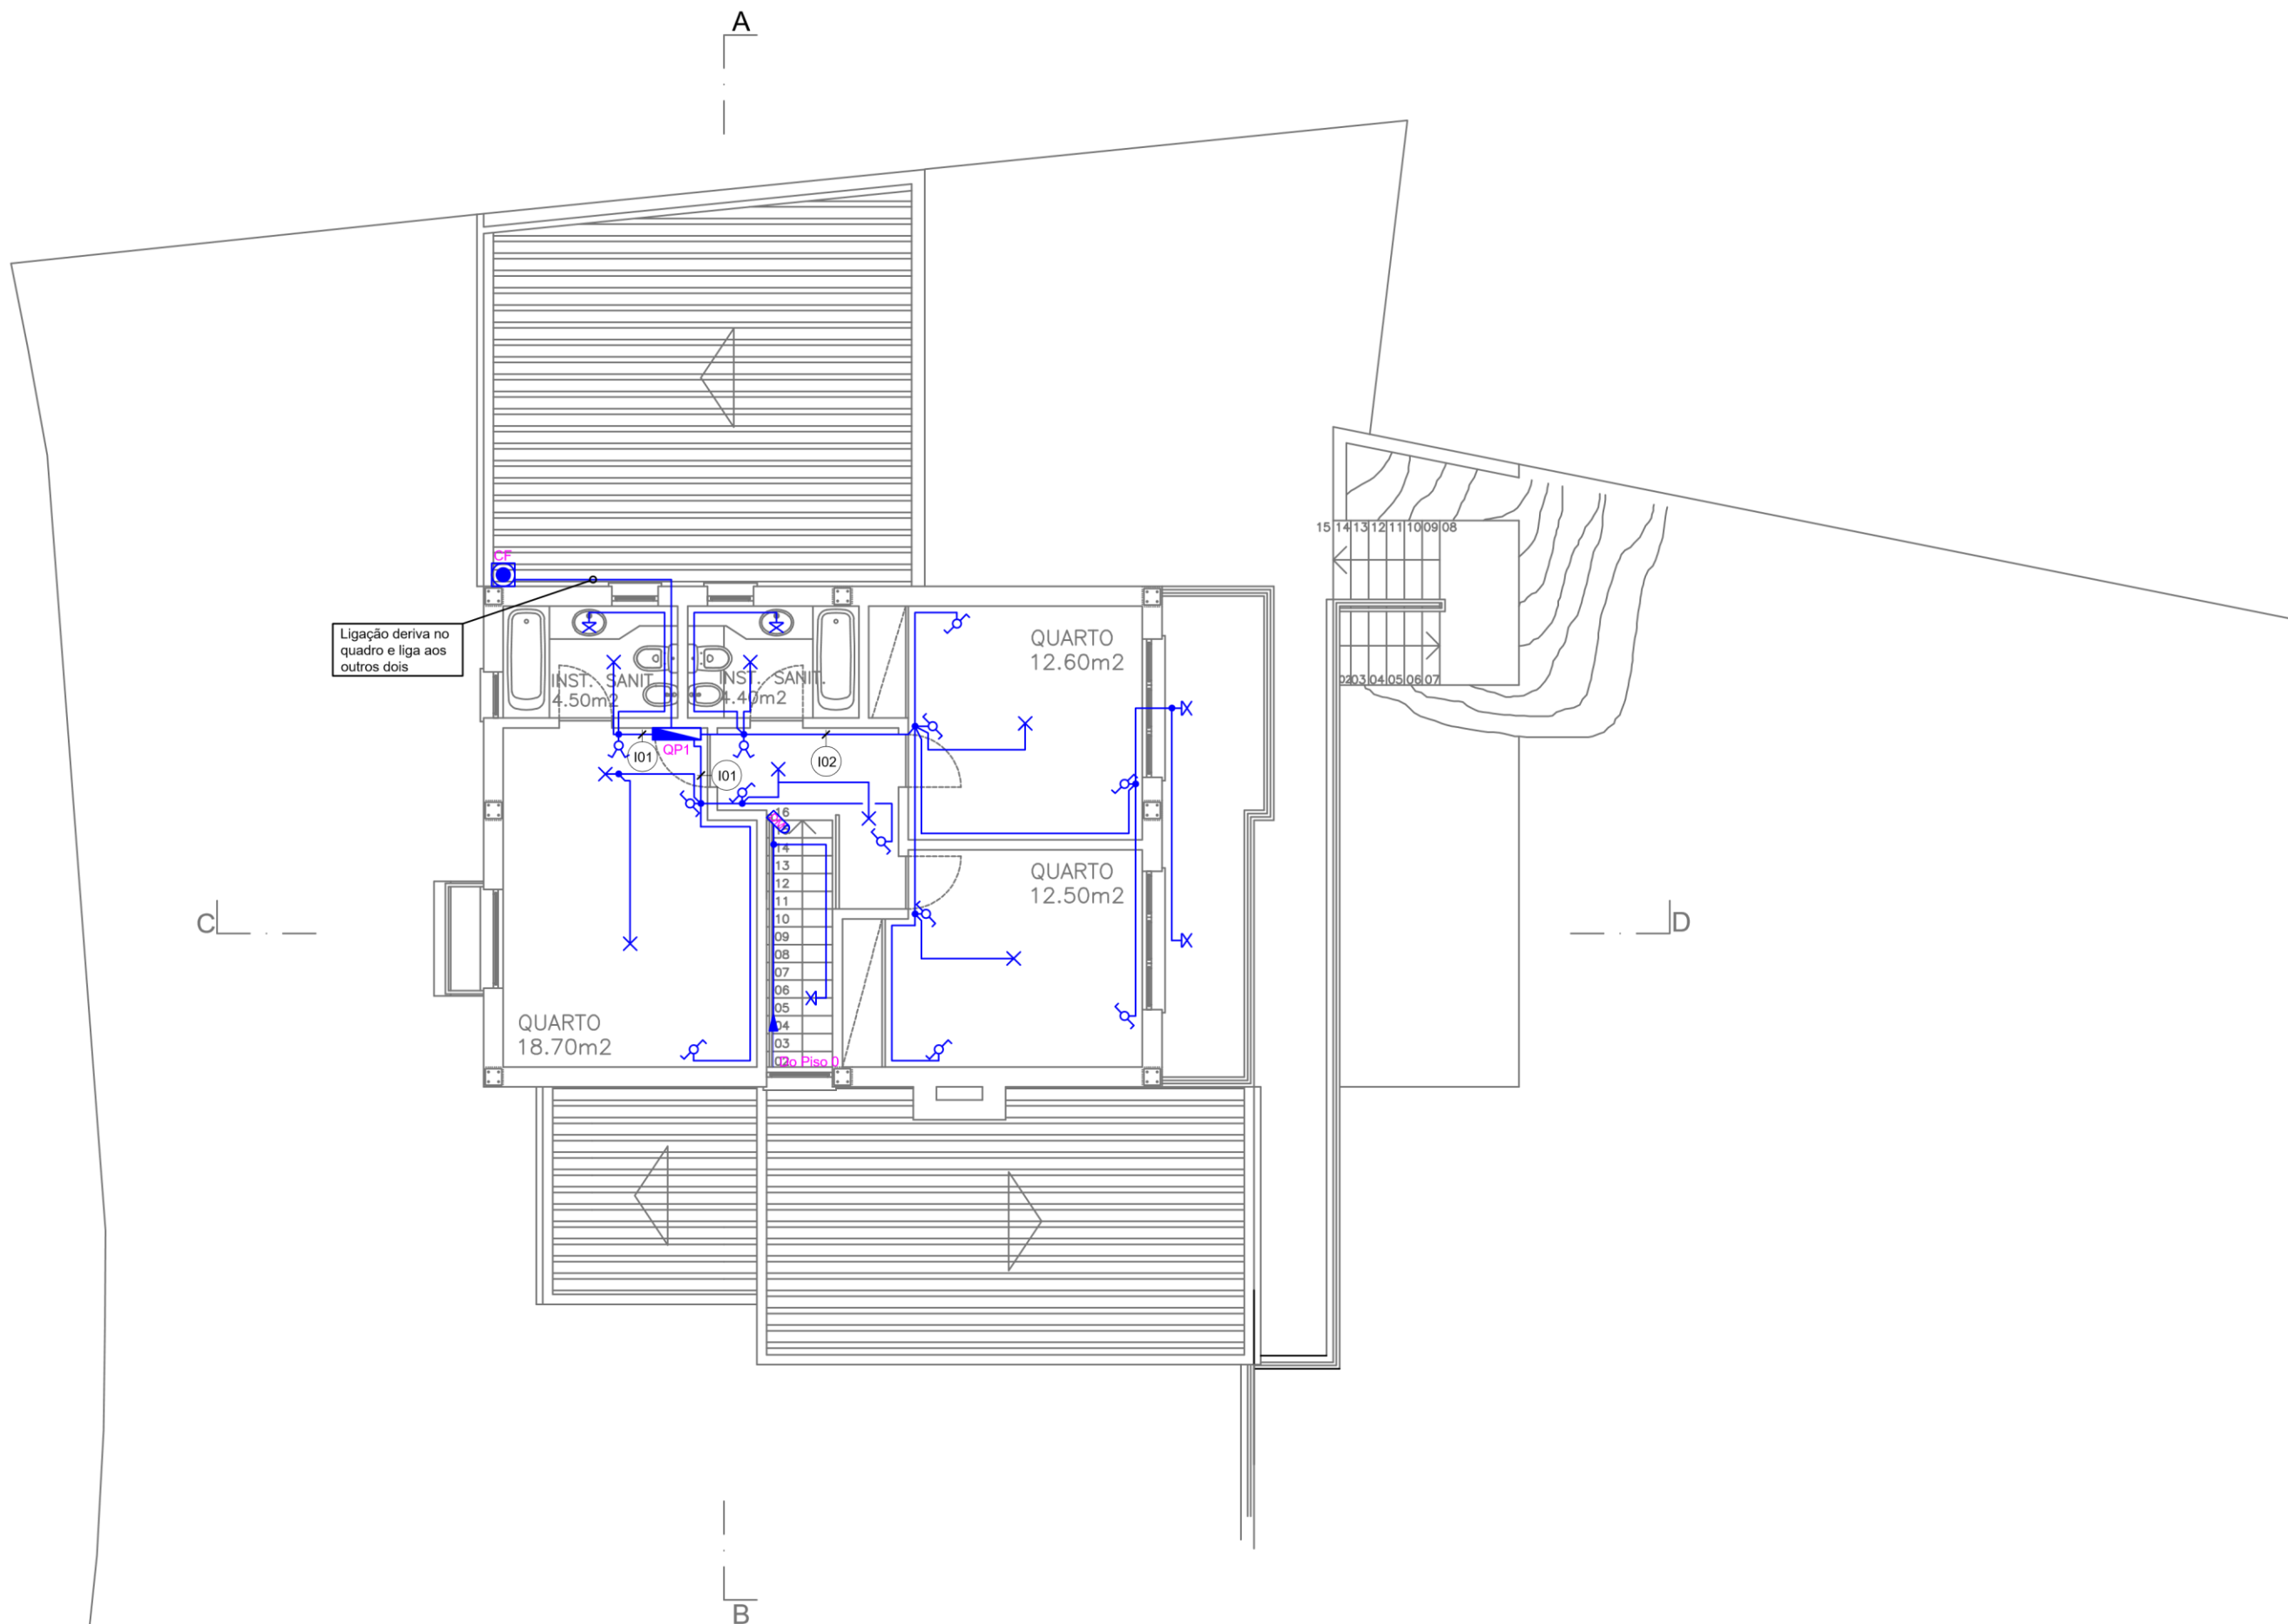 A
15 14 13 12 11 10 09 08
CF
Ligação deriva no
quadro e liga aos
outros dois
QUARTO
12.60m2
INST. SANIT.
4.50m2
INST. SANIT.
4.40m2
02 03 04 05 06 07
QP1
I01
I01
I02
16
14
13
12
11
10
09
08
07
06
05
04
03
02
Do Piso 0
QUARTO
12.50m2
C
D
QUARTO
18.70m2
B